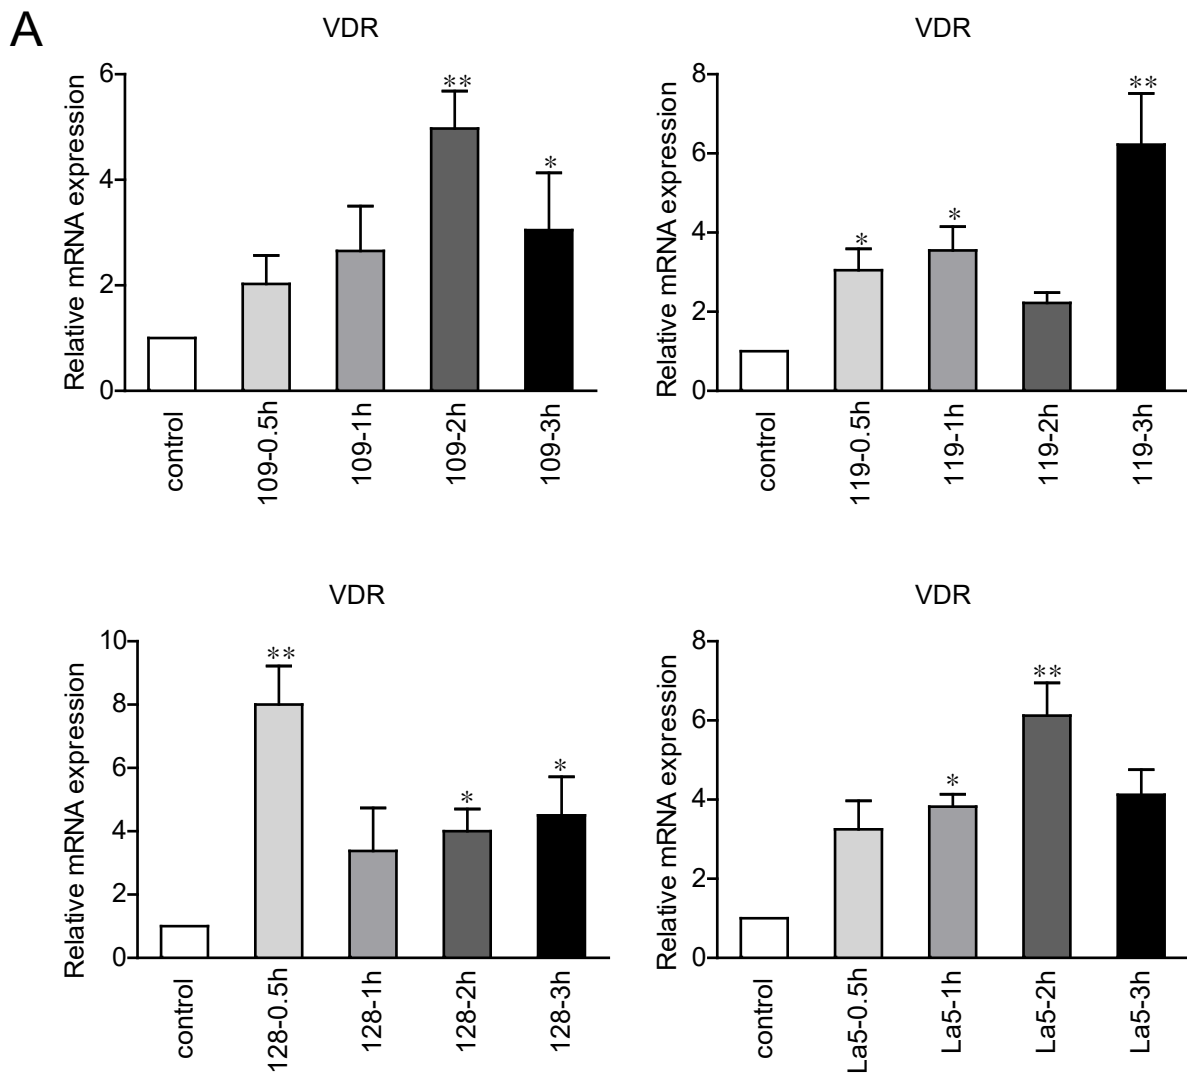 A
VDR
Relative mRNA expression
6
4
2
0
**
*
control
109-0.5h
109-1h
109-2h
109-3h
VDR
Relative mRNA expression
8
6
4
2
0
*
*
**
control
119-0.5h
119-1h
119-2h
119-3h
VDR
Relative mRNA expression
10
8
6
4
2
0
**
*
*
control
128-0.5h
128-1h
128-2h
128-3h
VDR
Relative mRNA expression
8
6
4
2
0
*
**
control
La5-0.5h
La5-1h
La5-2h
La5-3h